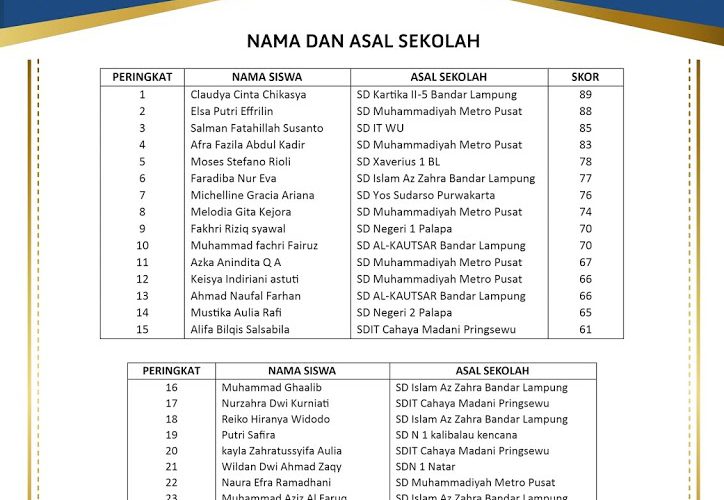 NAMA DAN ASAL SEKOLAH
PERINGKAT NAMA SISWA ASAL SEKOLAH SKOR
1 Claudya Cinta Chikasya SD Kartika II-5 Bandar Lampung 89
2 Elsa Putri Effrilin SD Muhammadiyah Metro Pusat 88
3 Salman Fatahillah Susanto SD IT WU 85
4 Afra Fazila Abdul Kadir SD Muhammadiyah Metro Pusat 83
5 Moses Stefano Rioli SD Xaverius 1 BL 78
6 Faradiba Nur Eva SD Islam Az Zahra Bandar Lampung 77
7 Michelline Gracia Ariana SD Yos Sudarso Purwakarta 76
8 Melodia Gita Kejora SD Muhammadiyah Metro Pusat 74
9 Fakhri Riziq syawal SD Negeri 1 Palapa 70
10 Muhammad fachri Fairuz SD AL-KAUTSAR Bandar Lampung 70
11 Azka Anindita Q A SD Muhammadiyah Metro Pusat 67
12 Keisya Indiriani astuti SD Muhammadiyah Metro Pusat 66
13 Ahmad Naufal Farhan SD AL-KAUTSAR Bandar Lampung 66
14 Mustika Aulia Rafi SD Negeri 2 Palapa 65
15 Alifa Bilqis Salsabila SDIT Cahaya Madani Pringsewu 61
PERINGKAT NAMA SISWA ASAL SEKOLAH
16 Muhammad Ghaalib SD Islam Az Zahra Bandar Lampung
17 Nurzahra Dwi Kurniati SDIT Cahaya Madani Pringsewu
18 Reiko Hiranya Widodo SD Islam Az Zahra Bandar Lampung
19 Putri Safira SD N 1 kalibalau kencana
20 kayla Zahratussyifa Aulia SDIT Cahaya Madani Pringsewu
21 Wildan Dwi Ahmad Zaqy SDN 1 Natar
22 Naura Efra Ramadhani SD Muhammadiyah Metro Pusat
23 Muhammad Aziz Al Faruq SD Islam Az Zahra Bandar Lampung